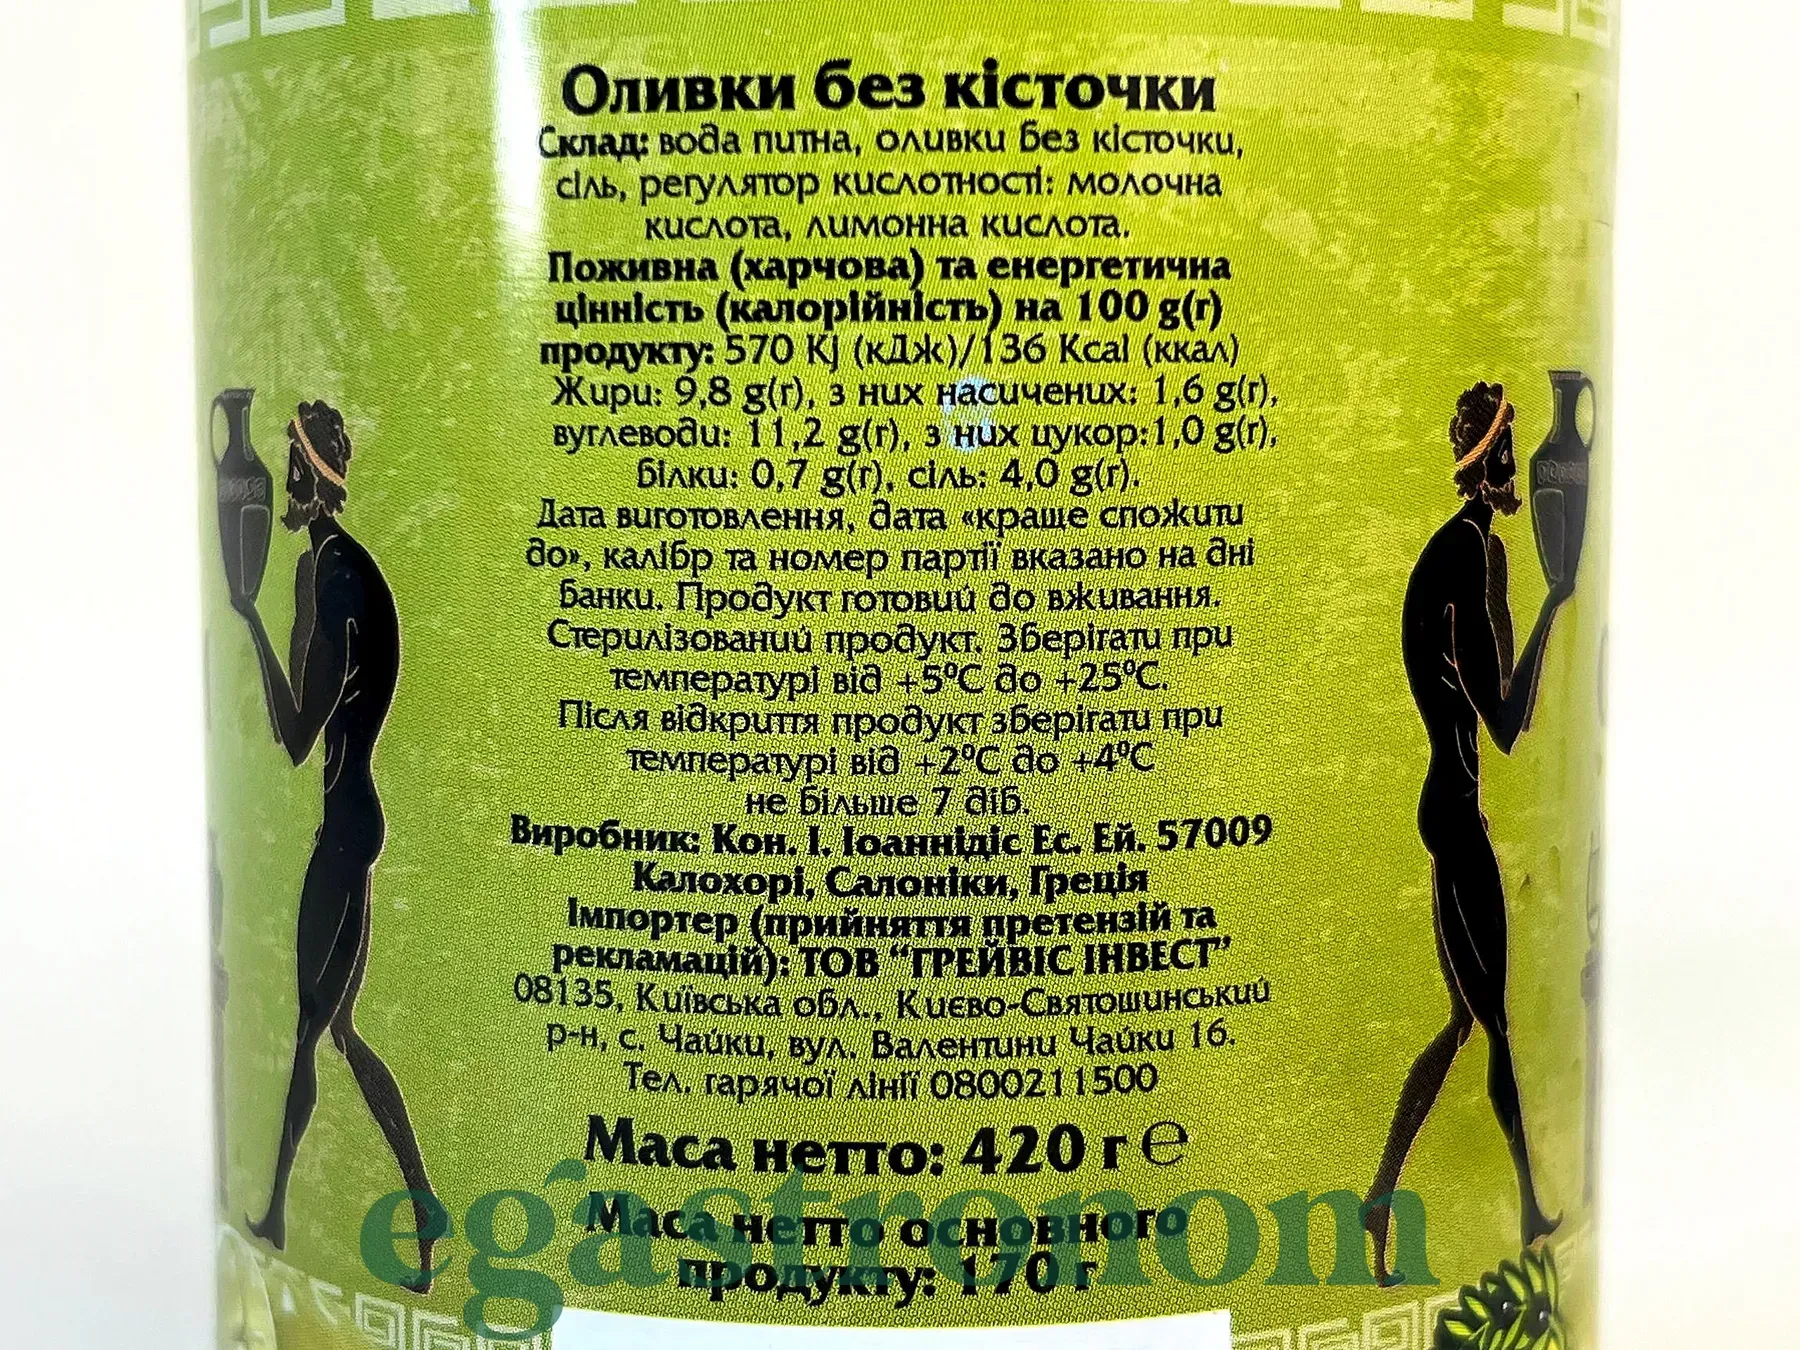 Оливки без кісточки
Склад: вода питна, оливки без кісточки,
сіль, регулятор кислотності: молочна
кислота, лимонна кислота.
Поживна (харчова) та енергетична
цінність (калорійність) на 100 g(г)
продукту: 570 Kj (кДж)/136 Kcal (ккал)
Жири: 9,8 g(г), з них насичених: 1,6 g(г),
вуглеводи: 11,2 g(г), з них цукор:1,0 g(г),
білки: 0,7 g(г), сіль: 4,0 g(г).
Дата виготовлення, дата «краще спожити
до», калібр та номер партії вказано на дні
банки. Продукт готовий до вживання.
Стерилізований продукт. Зберігати при
температурі від +5⁰C до +25⁰C.
Після відкриття продукт зберігати при
температурі від +2⁰C до +4⁰C
не більше 7 діб.
Виробник: Кон. І. Іоаннідіс Ес. Ей. 57009
Калохорі, Салоніки, Греція
Імпортер (прийняття претензій та
рекламацій): ТОВ “ГРЕЙВІС ІНВЕСТ”
08135, Київська обл., Києво-Святошинський
р-н, с. Чайки, вул. Валентини Чайки 16.
Тел. гарячої лінії 0800211500
Маса нетто: 420 г ℮
Маса нетто основного
продукту: 170 г
egastronom